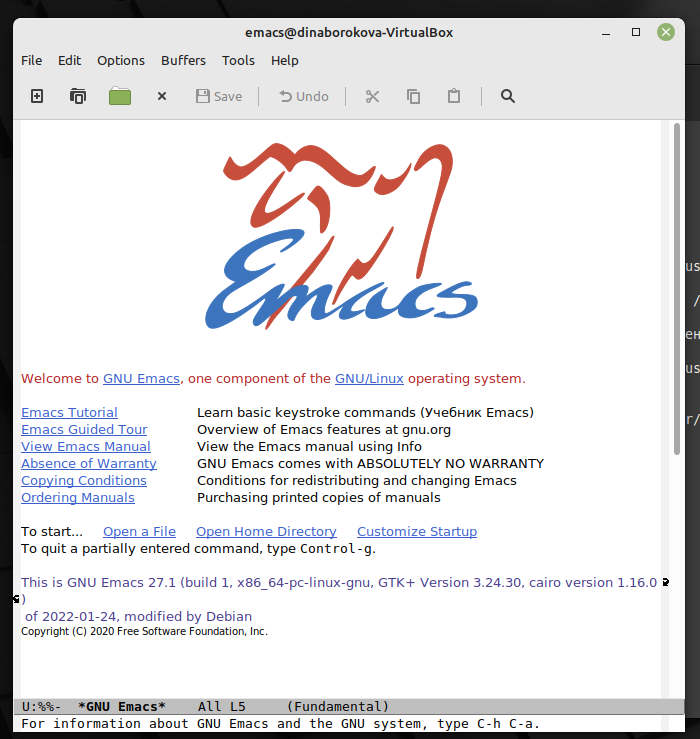 emacs@dinaborokova-VirtualBox
File Edit Options Buffers Tools Help
Save Undo
Emacs
Welcome to GNU Emacs, one component of the GNU/Linux operating system.
Emacs Tutorial Learn basic keystroke commands (Учебник Emacs)
Emacs Guided Tour Overview of Emacs features at gnu.org
View Emacs Manual View the Emacs manual using Info
Absence of Warranty GNU Emacs comes with ABSOLUTELY NO WARRANTY
Copying Conditions Conditions for redistributing and changing Emacs
Ordering Manuals Purchasing printed copies of manuals
To start... Open a File Open Home Directory Customize Startup
To quit a partially entered command, type Control-g.
This is GNU Emacs 27.1 (build 1, x86_64-pc-linux-gnu, GTK+ Version 3.24.30, cairo version 1.16.0
)
of 2022-01-24, modified by Debian
Copyright (C) 2020 Free Software Foundation, Inc.
U:%%- *GNU Emacs* All L5 (Fundamental)
For information about GNU Emacs and the GNU system, type C-h C-a.